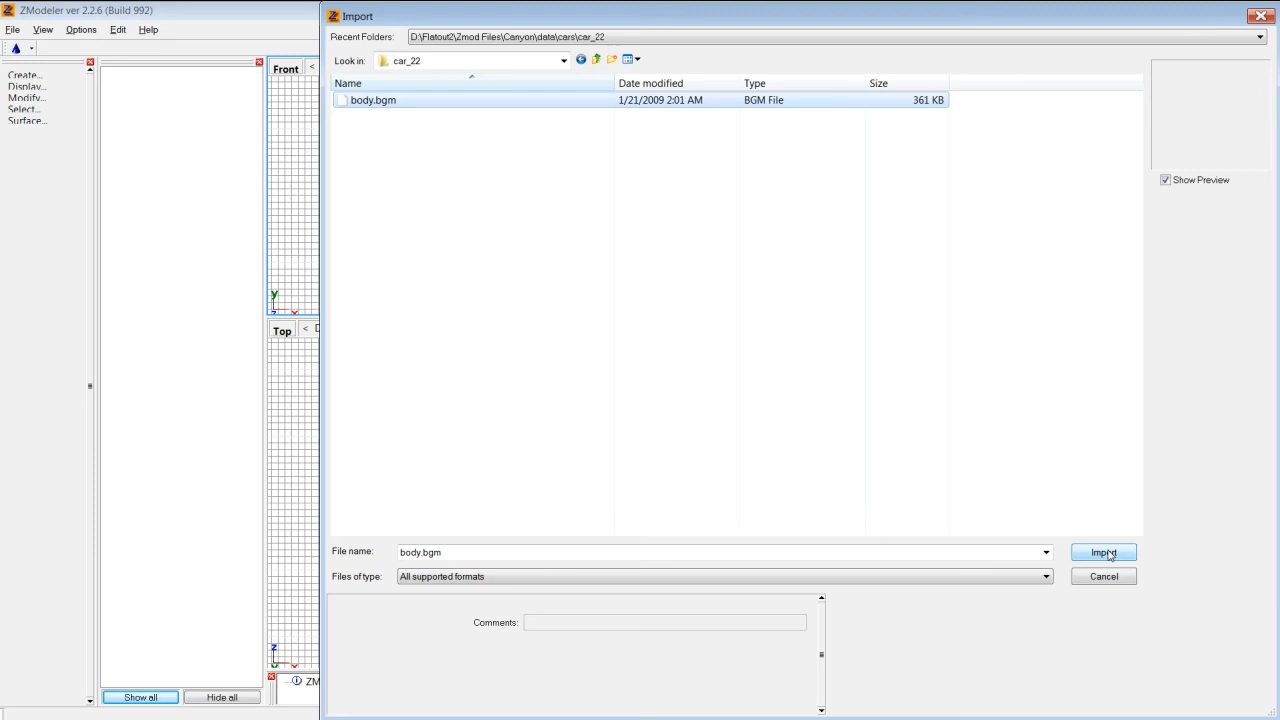 ZModeler ver 2.2.6 (Build 992)
File View Options Edit Help
Create...
Display...
Modify...
Select...
Surface...
Show all
Hide all
Front <
Top <
ZM
Import
Recent Folders: D:\Flatout2\Zmod Files\Canyon\data\cars\car_22
Look in: car_22
Name Date modified Type Size
body.bgm 1/21/2009 2:01 AM BGM File 361 KB
Show Preview
File name: body.bgm Import
Files of type: All supported formats Cancel
Comments:
y
z x
z
y x